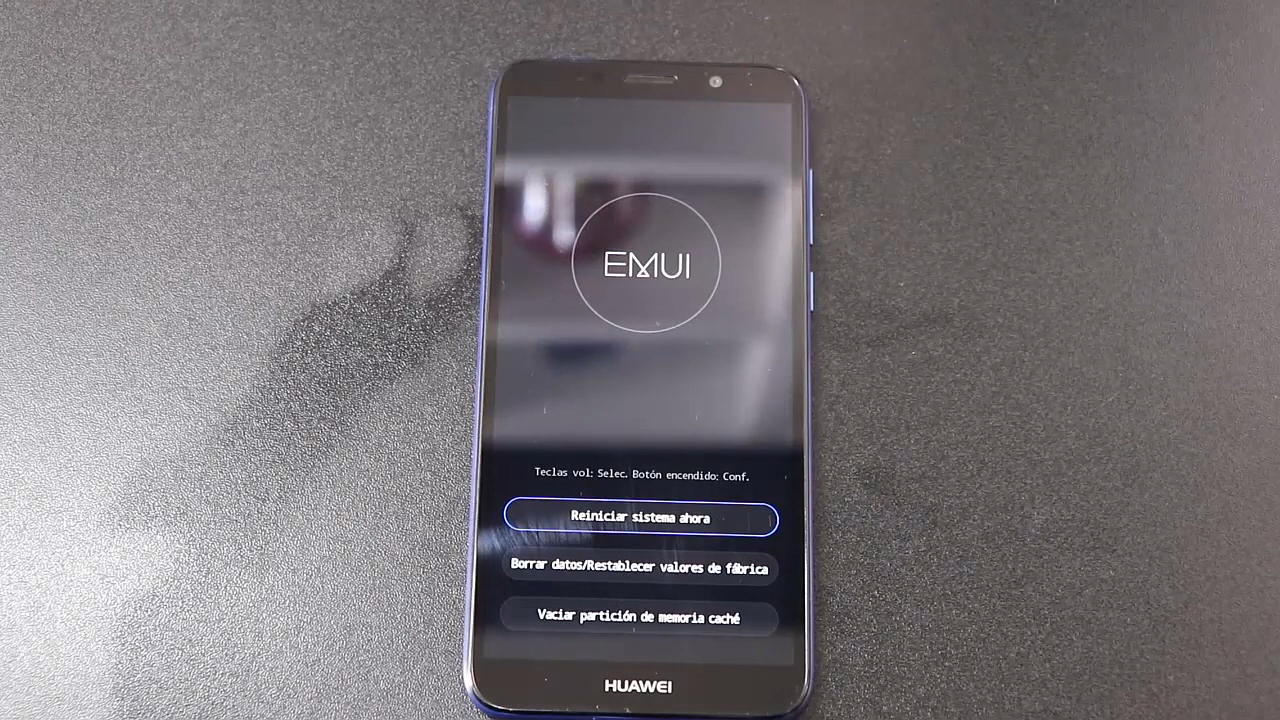 EMUI
Teclas vol: Selec. Botón encendido: Conf.
Reiniciar sistema ahora
Borrar datos/Restablecer valores de fábrica
Vaciar partición de memoria caché
HUAWEI